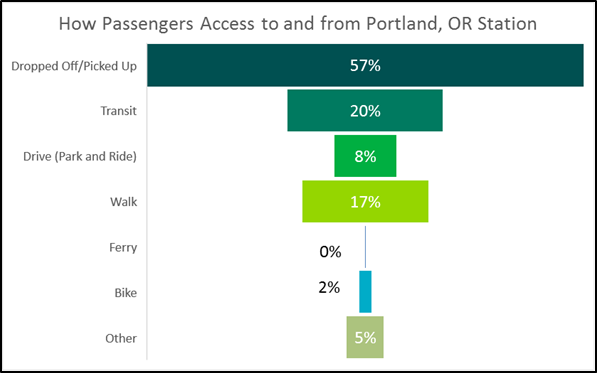 How Passengers Access to and from Portland, OR Station
Dropped Off/Picked Up 57%
Transit 20%
Drive (Park and Ride) 8%
Walk 17%
Ferry 0%
Bike 2%
Other 5%